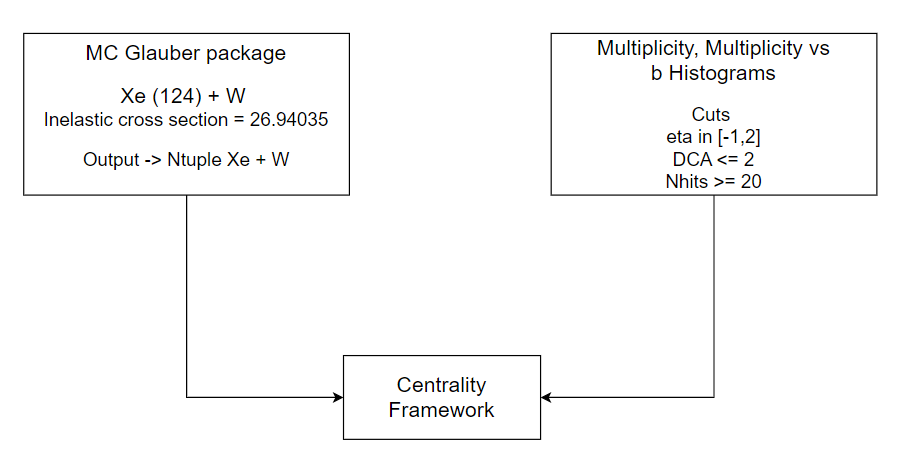 MC Glauber package
Xe (124) + W
Inelastic cross section = 26.94035
Output -> Ntuple Xe + W
Multiplicity, Multiplicity vs
b Histograms
Cuts
eta in [-1,2]
DCA <= 2
Nhits >= 20
Centrality
Framework